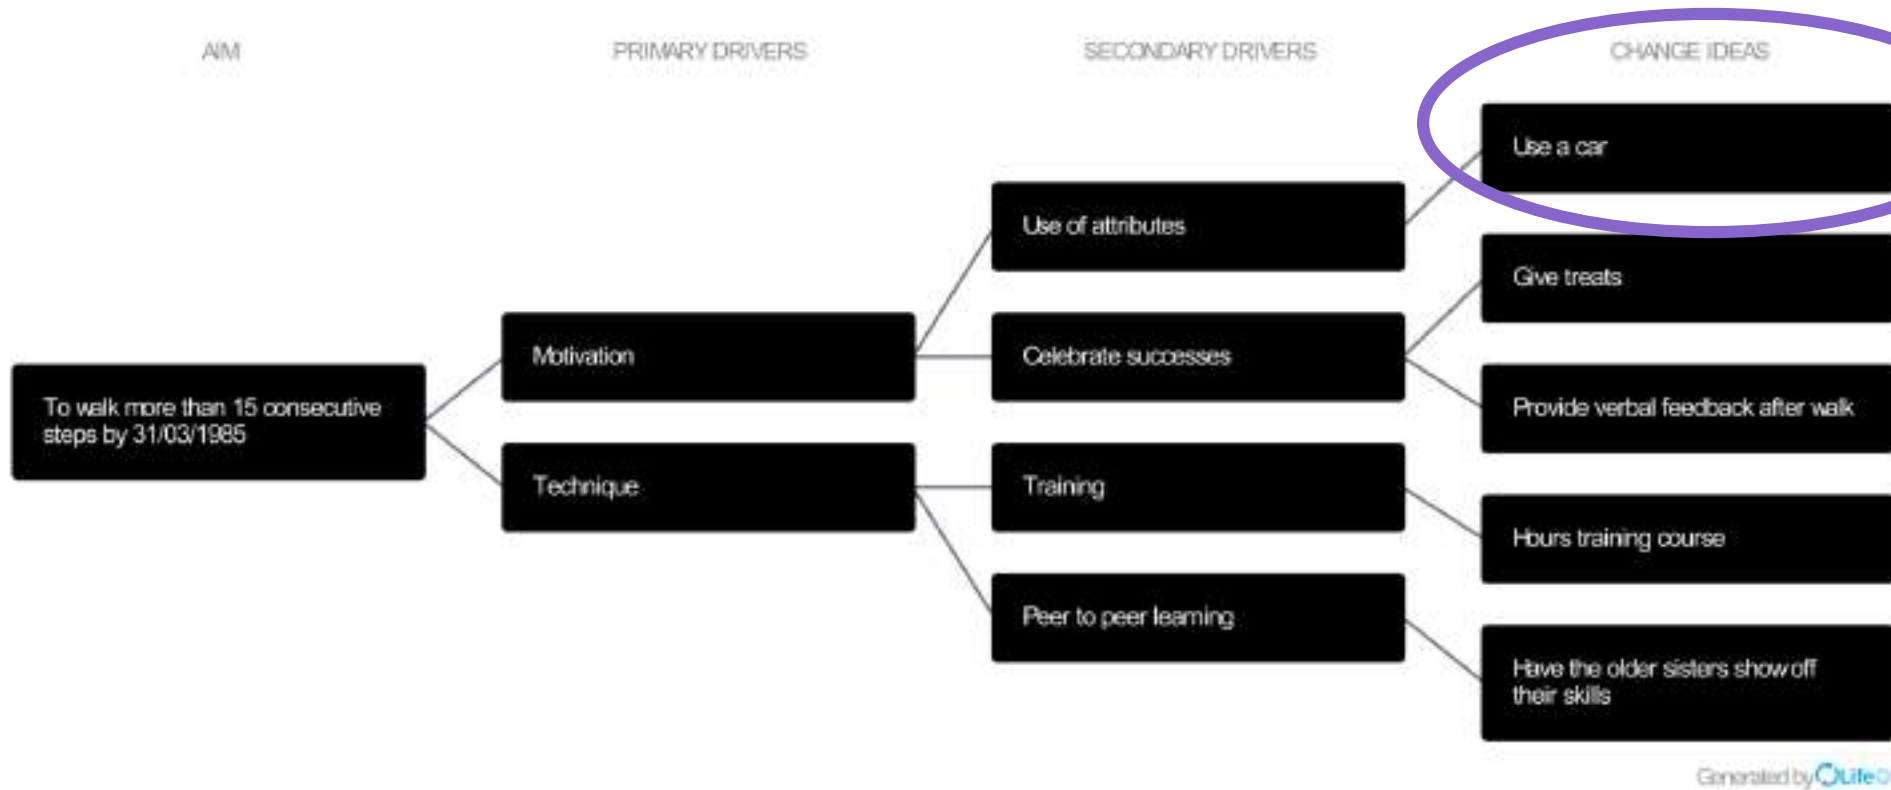 AIM
PRIMARY DRIVERS
SECONDARY DRIVERS
CHANGE IDEAS
Use a car
Use of attributes
Give treats
Motivation
Celebrate successes
To walk more than 15 consecutive
steps by 31/03/1985
Provide verbal feedback after walk
Technique
Training
Hours training course
Peer to peer learning
Have the older sisters show off
their skills
Generated by Life